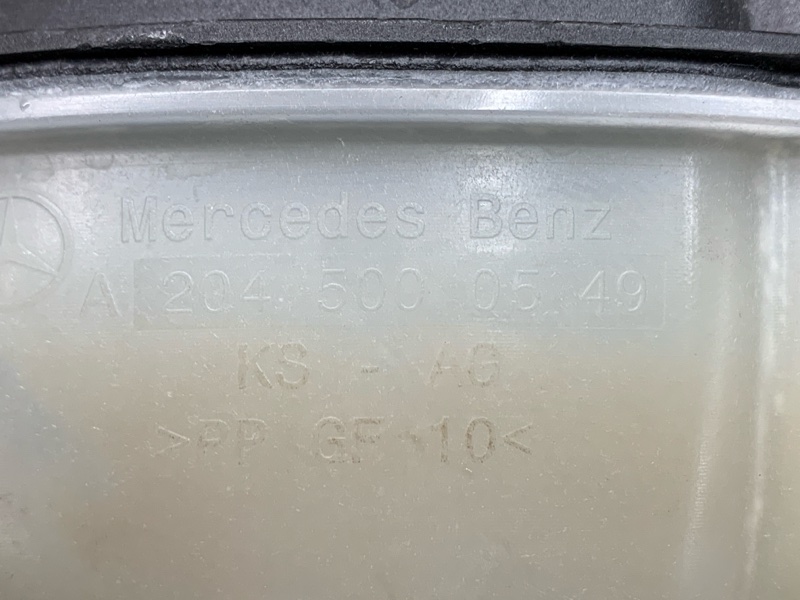 Mercedes Benz
A 204 500 05 49
KS - AG
>PP GF 10<